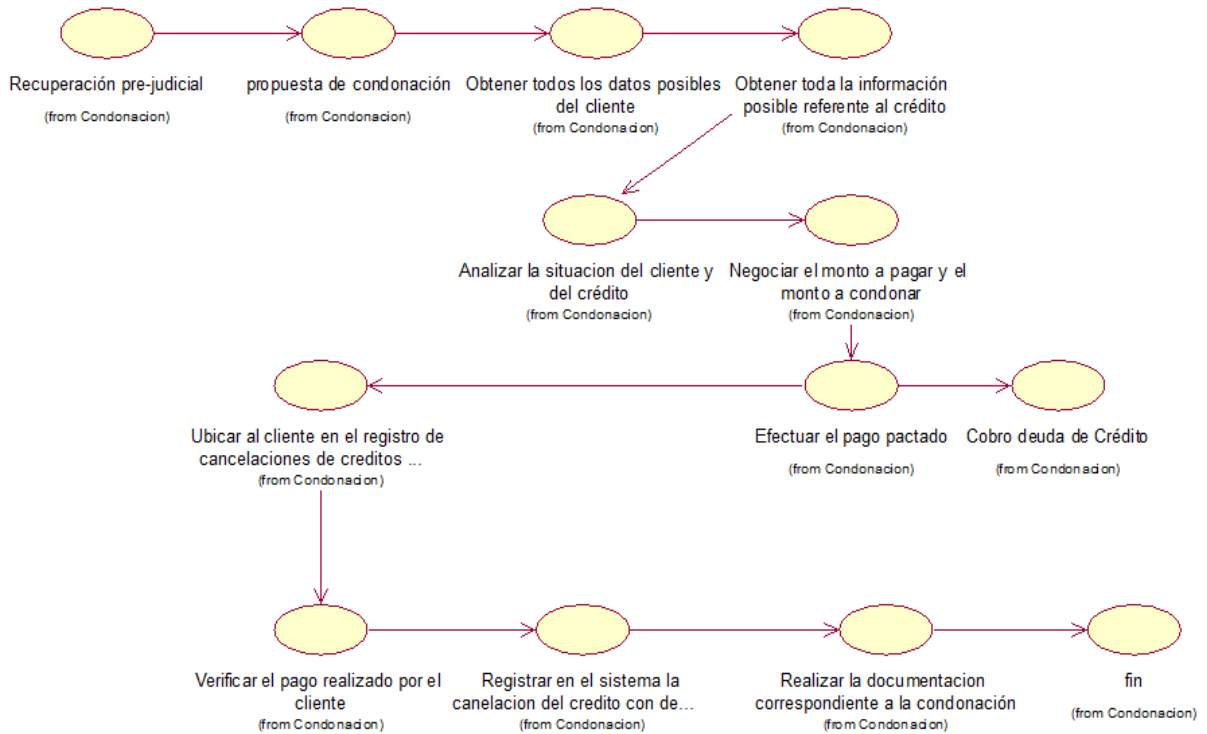 Recuperación pre-judicial
(from Condonacion)
propuesta de condonación
(from Condonacion)
Obtener todos los datos posibles
del cliente
(from Condonacion)
Obtener toda la información
posible referente al crédito
(from Condonacion)
Analizar la situacion del cliente y
del crédito
(from Condonacion)
Negociar el monto a pagar y el
monto a condonar
(from Condonacion)
Ubicar al cliente en el registro de
cancelaciones de creditos ...
(from Condonacion)
Efectuar el pago pactado
(from Condonacion)
Cobro deuda de Crédito
(from Condonacion)
Verificar el pago realizado por el
cliente
(from Condonacion)
Registrar en el sistema la
canelacion del credito con de...
(from Condonacion)
Realizar la documentacion
correspondiente a la condonación
(from Condonacion)
fin
(from Condonacion)